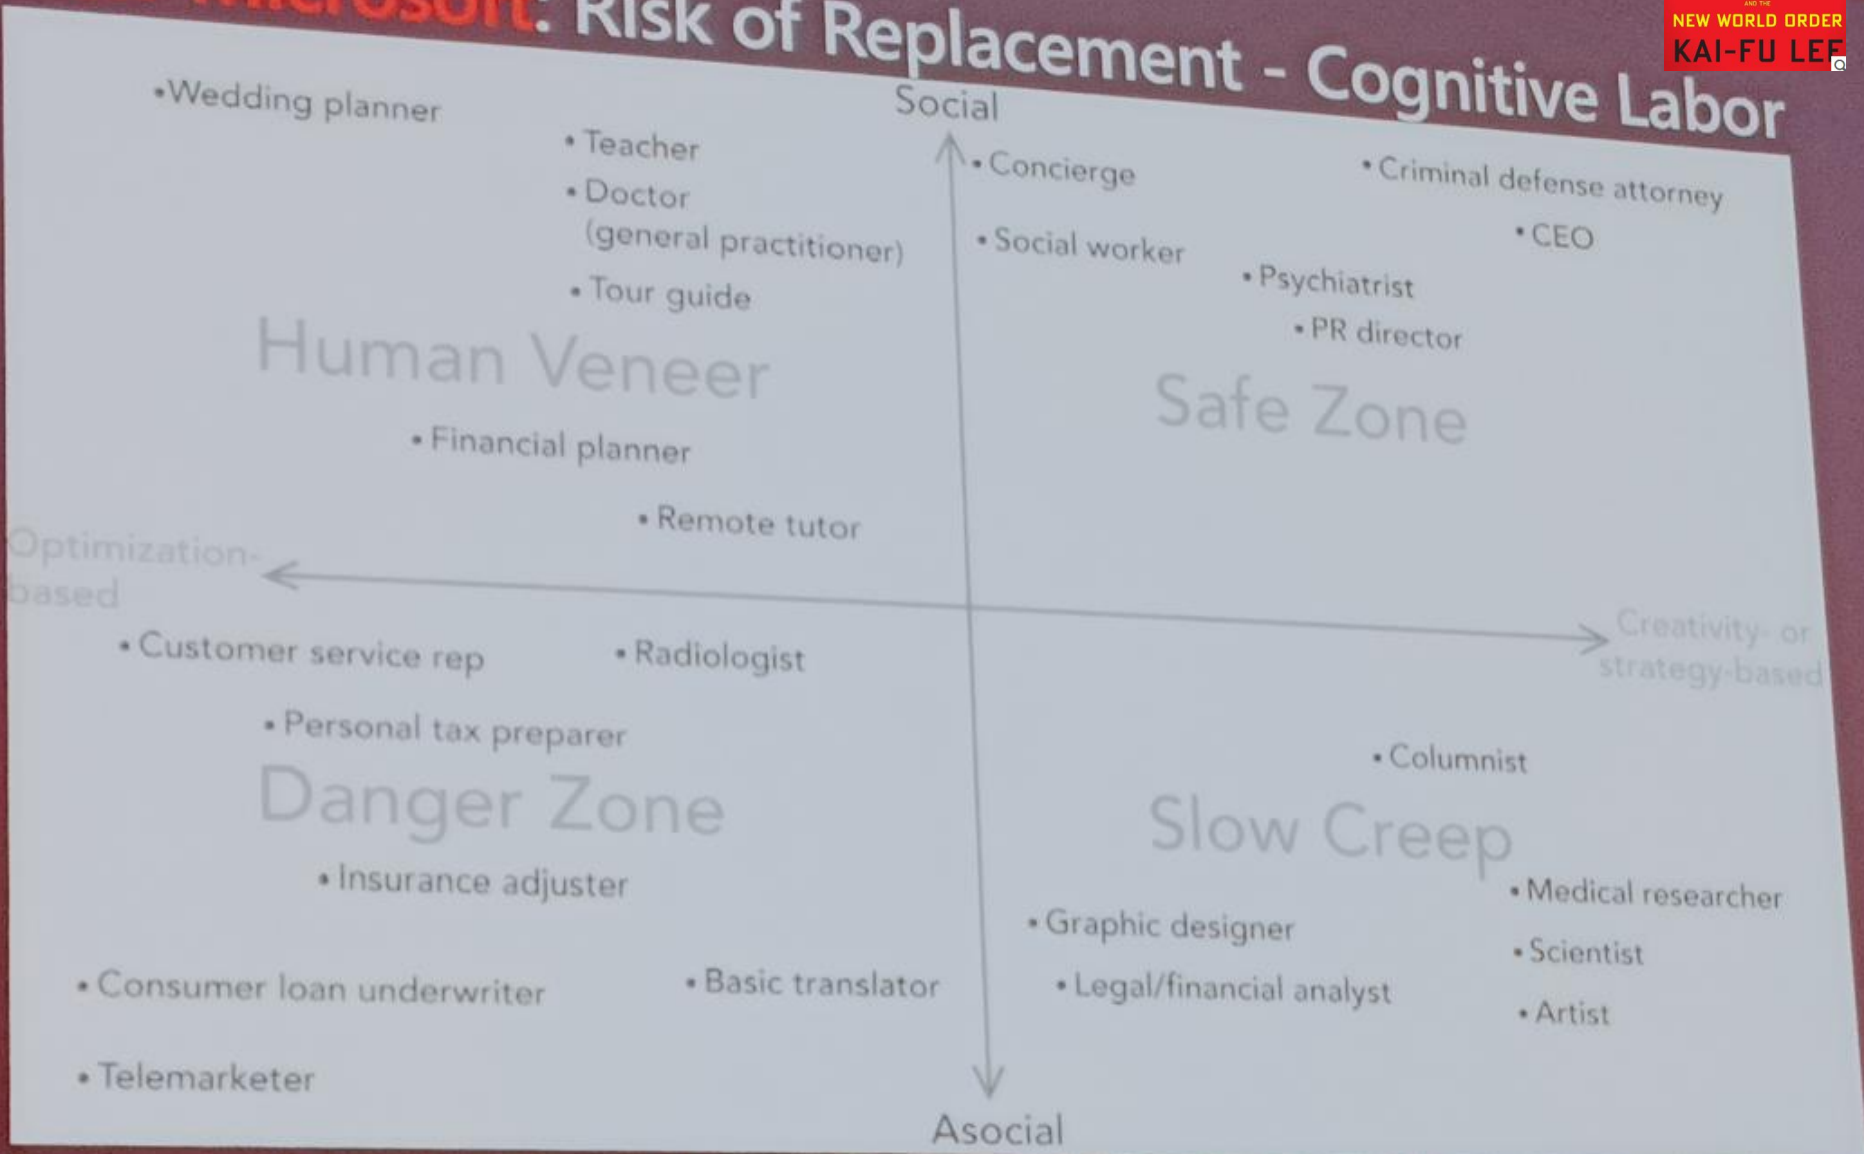 AND THE
NEW WORLD ORDER
KAI-FU LEE
Microsoft: Risk of Replacement - Cognitive Labor
Social
•Wedding planner
• Teacher
• Doctor
(general practitioner)
• Tour guide
Human Veneer
• Financial planner
• Remote tutor
• Concierge
• Criminal defense attorney
• CEO
• Social worker
• Psychiatrist
• PR director
Safe Zone
Optimization-
based
Creativity- or
strategy-based
• Customer service rep
• Radiologist
• Personal tax preparer
Danger Zone
• Insurance adjuster
• Consumer loan underwriter
• Basic translator
• Telemarketer
• Columnist
Slow Creep
• Medical researcher
• Graphic designer
• Scientist
• Legal/financial analyst
• Artist
Asocial